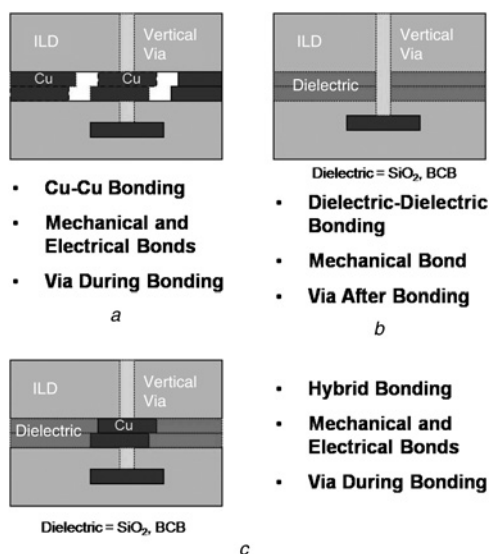 ILD
Vertical
Via
Cu
Cu
• Cu-Cu Bonding
• Mechanical and
Electrical Bonds
• Via During Bonding
a
ILD
Vertical
Via
Dielectric
Dielectric = SiO₂, BCB
• Dielectric-Dielectric
Bonding
• Mechanical Bond
• Via After Bonding
b
ILD
Vertical
Via
Dielectric
Cu
Dielectric = SiO₂, BCB
• Hybrid Bonding
• Mechanical and
Electrical Bonds
• Via During Bonding
c